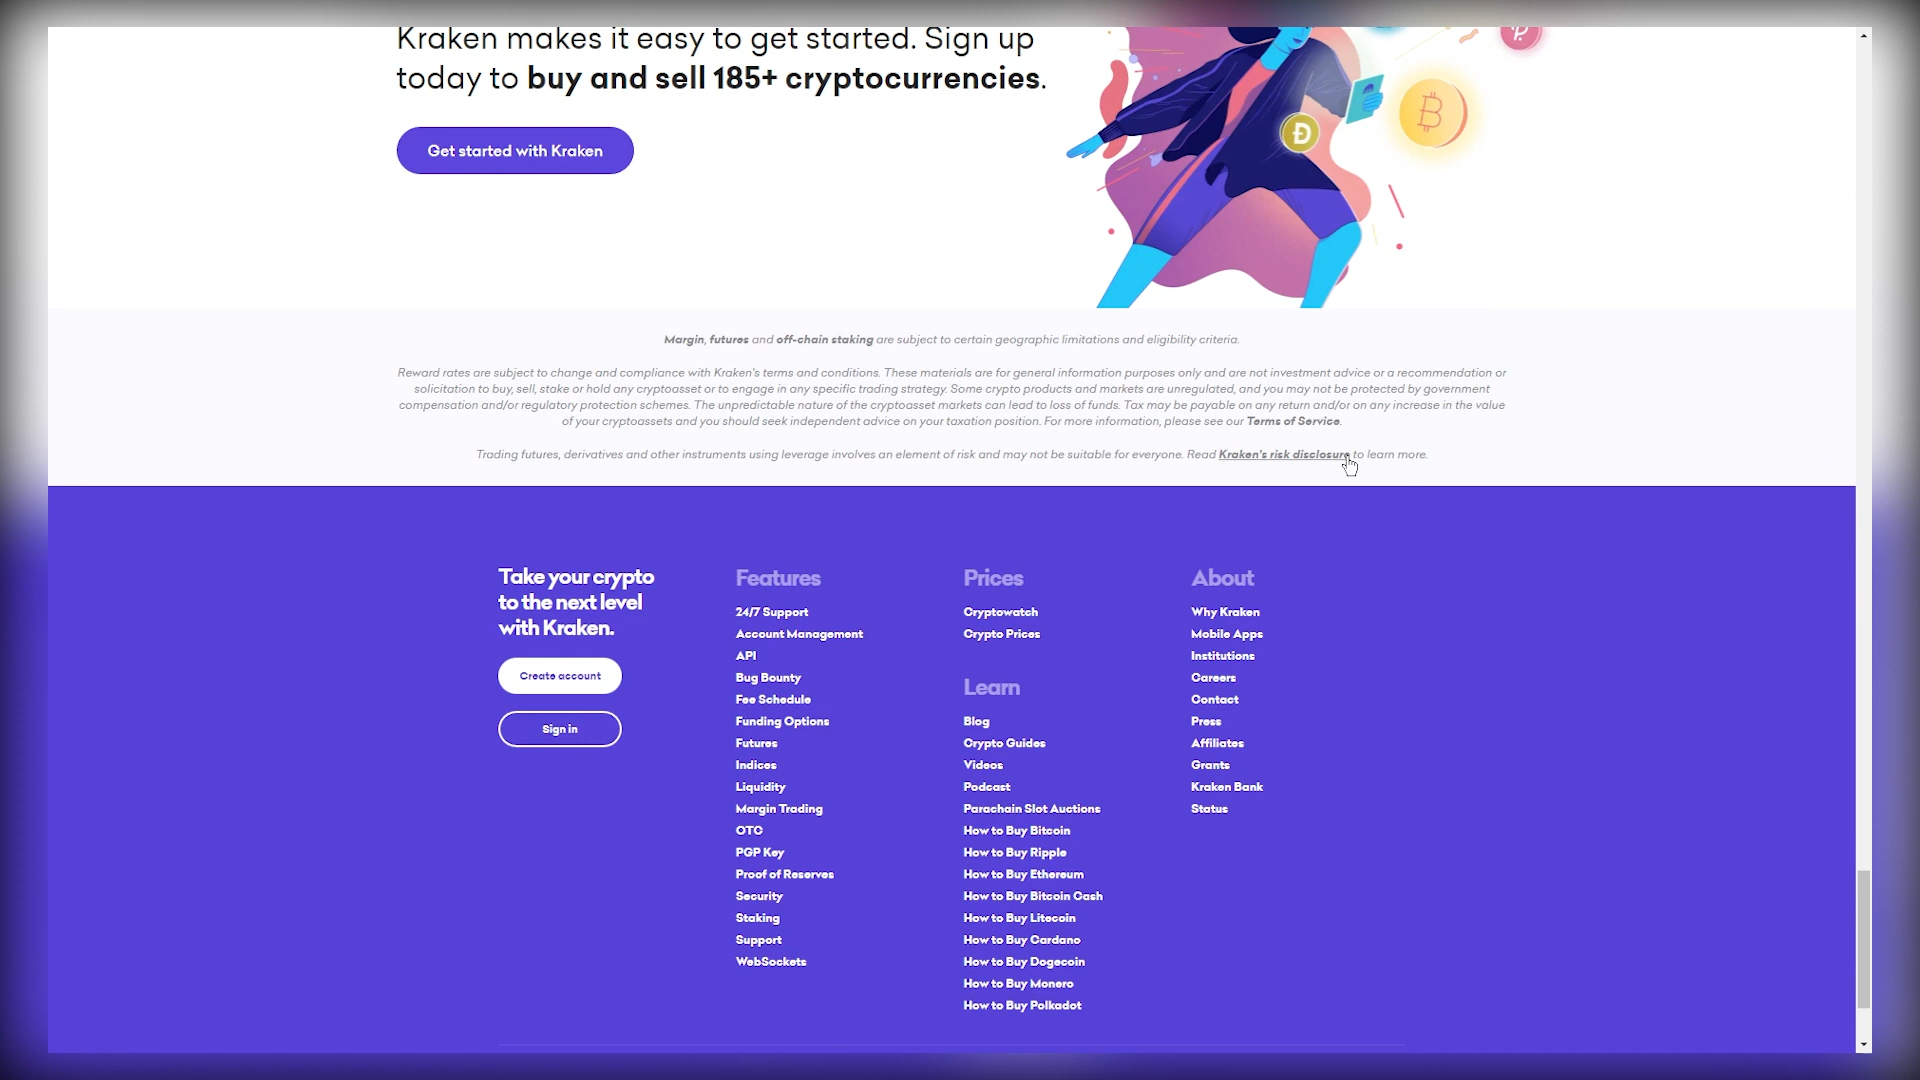 Kraken makes it easy to get started. Sign up
today to buy and sell 185+ cryptocurrencies.
Get started with Kraken
Margin, futures and off-chain staking are subject to certain geographic limitations and eligibility criteria.
Reward rates are subject to change and compliance with Kraken's terms and conditions. These materials are for general information purposes only and are not investment advice or a recommendation or
solicitation to buy, sell, stake or hold any cryptoasset or to engage in any specific trading strategy. Some crypto products and markets are unregulated, and you may not be protected by government
compensation and/or regulatory protection schemes. The unpredictable nature of the cryptoasset markets can lead to loss of funds. Tax may be payable on any return and/or on any increase in the value
of your cryptoassets and you should seek independent advice on your taxation position. For more information, please see our Terms of Service.
Trading futures, derivatives and other instruments using leverage involves an element of risk and may not be suitable for everyone. Read Kraken's risk disclosure to learn more.
Take your crypto
to the next level
with Kraken.
Create account
Sign in
Features
24/7 Support
Account Management
API
Bug Bounty
Fee Schedule
Funding Options
Futures
Indices
Liquidity
Margin Trading
OTC
PGP Key
Proof of Reserves
Security
Staking
Support
WebSockets
Prices
Cryptowatch
Crypto Prices
Learn
Blog
Crypto Guides
Videos
Podcast
Parachain Slot Auctions
How to Buy Bitcoin
How to Buy Ripple
How to Buy Ethereum
How to Buy Bitcoin Cash
How to Buy Litecoin
How to Buy Cardano
How to Buy Dogecoin
How to Buy Monero
How to Buy Polkadot
About
Why Kraken
Mobile Apps
Institutions
Careers
Contact
Press
Affiliates
Grants
Kraken Bank
Status